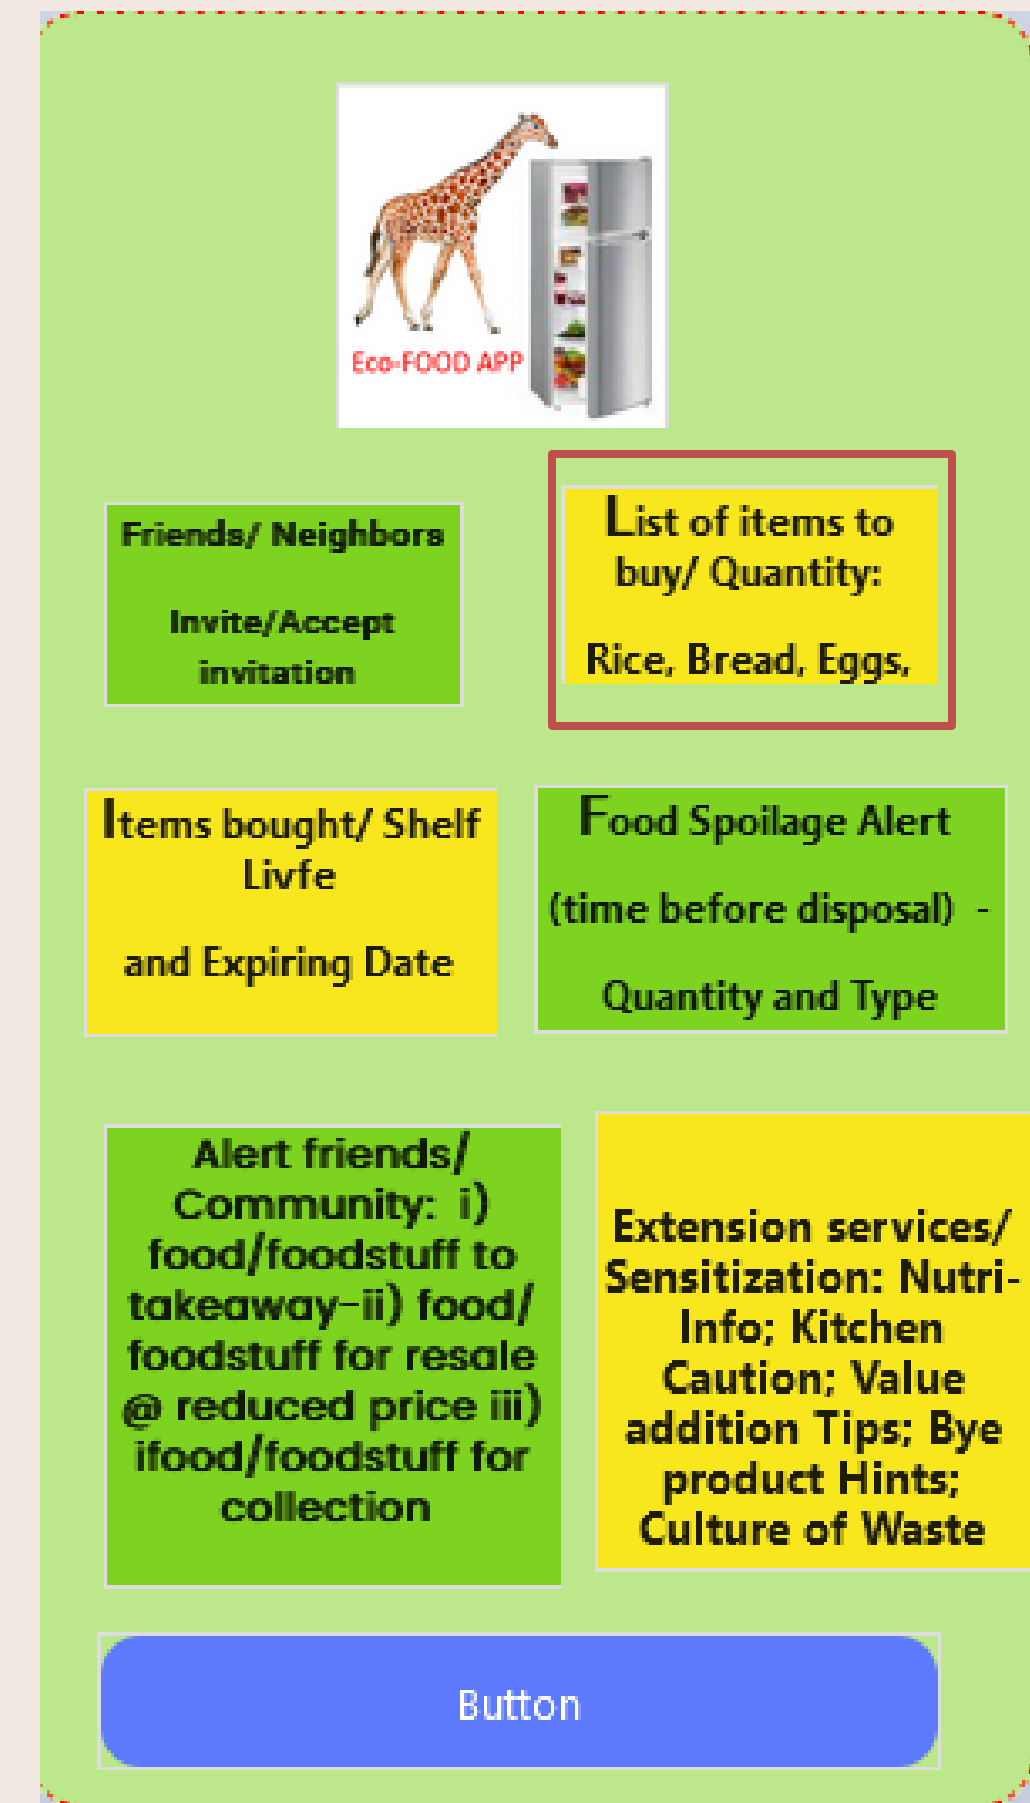 Eco-FOOD APP
Friends/ Neighbors
Invite/Accept
invitation
List of items to
buy/ Quantity:
Rice, Bread, Eggs,
Items bought/ Shelf
Livfe
and Expiring Date
Food Spoilage Alert
(time before disposal) -
Quantity and Type
Alert friends/
Community: i)
food/foodstuff to
takeaway-ii) food/
foodstuff for resale
@ reduced price iii)
ifood/foodstuff for
collection
Extension services/
Sensitization: Nutri-
Info; Kitchen
Caution; Value
addition Tips; Bye
product Hints;
Culture of Waste
Button